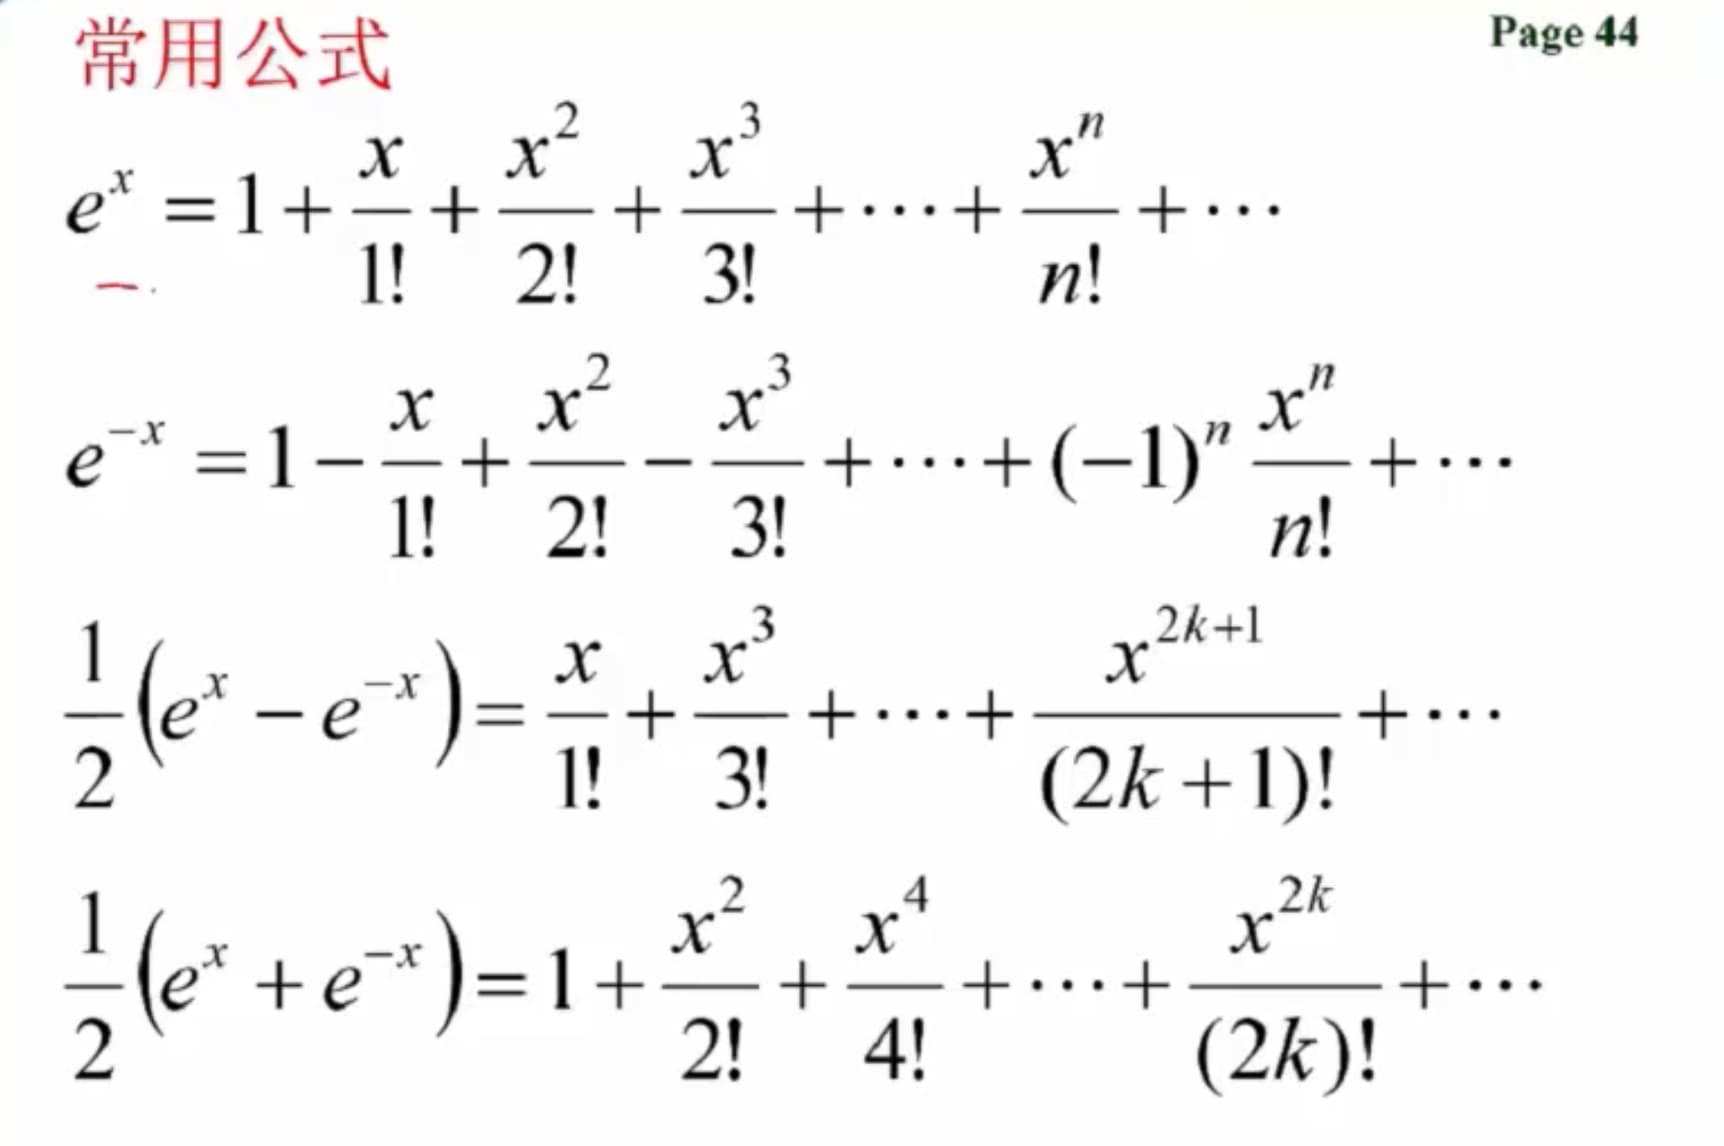 常用公式
Page 44
e^x = 1 + x/1! + x^2/2! + x^3/3! + ⋯ + x^n/n! + ⋯
e^{-x} = 1 − x/1! + x^2/2! − x^3/3! + ⋯ + (−1)^n x^n/n! + ⋯
1/2 (e^x − e^{-x}) = x/1! + x^3/3! + ⋯ + x^{2k+1}/(2k+1)! + ⋯
1/2 (e^x + e^{-x}) = 1 + x^2/2! + x^4/4! + ⋯ + x^{2k}/(2k)! + ⋯